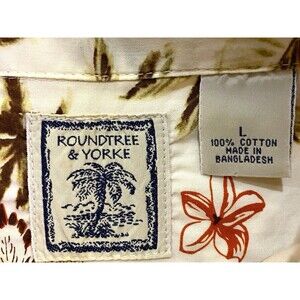 ROUNDTREE
& YORKE
L
100% COTTON
MADE IN
BANGLADESH